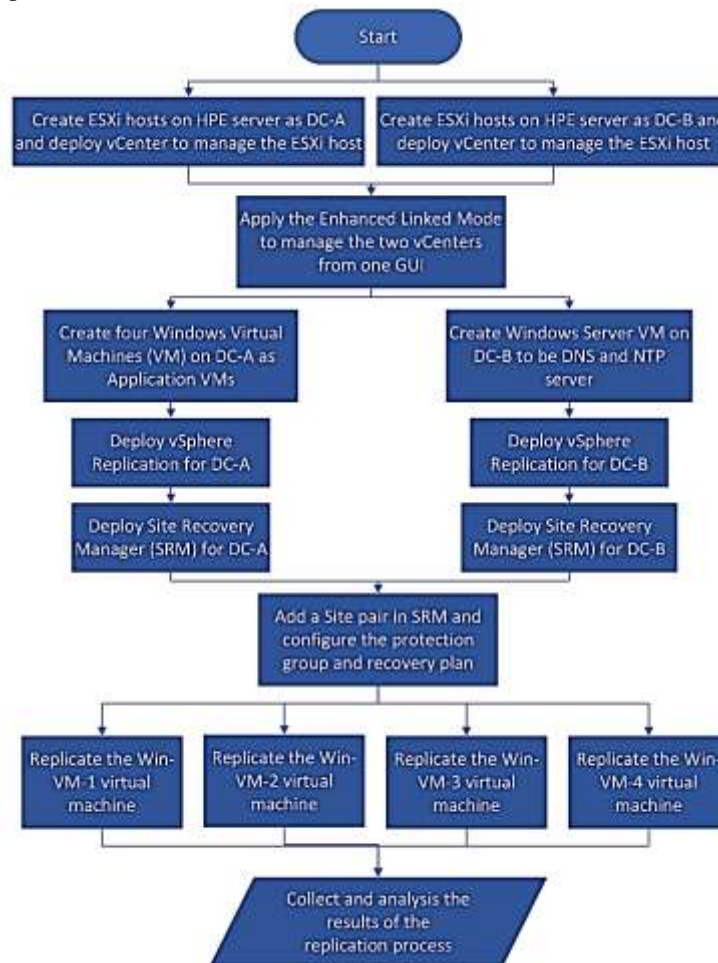 Start
Create ESXi hosts on HPE server as DC-A
and deploy vCenter to manage the ESXi host
Create ESXi hosts on HPE server as DC-B and
deploy vCenter to manage the ESXi host
Apply the Enhanced Linked Mode
to manage the two vCenters
from one GUI
Create four Windows Virtual
Machines (VM) on DC-A as
Application VMs
Create Windows Server VM on
DC-B to be DNS and NTP
server
Deploy vSphere
Replication for DC-A
Deploy vSphere
Replication for DC-B
Deploy Site Recovery
Manager (SRM) for DC-A
Deploy Site Recovery
Manager (SRM) for DC-B
Add a Site pair in SRM and
configure the protection
group and recovery plan
Replicate the Win-
VM-1 virtual
machine
Replicate the Win-
VM-2 virtual
machine
Replicate the Win-
VM-3 virtual
machine
Replicate the Win-
VM-4 virtual
machine
Collect and analysis the
results of the
replication process